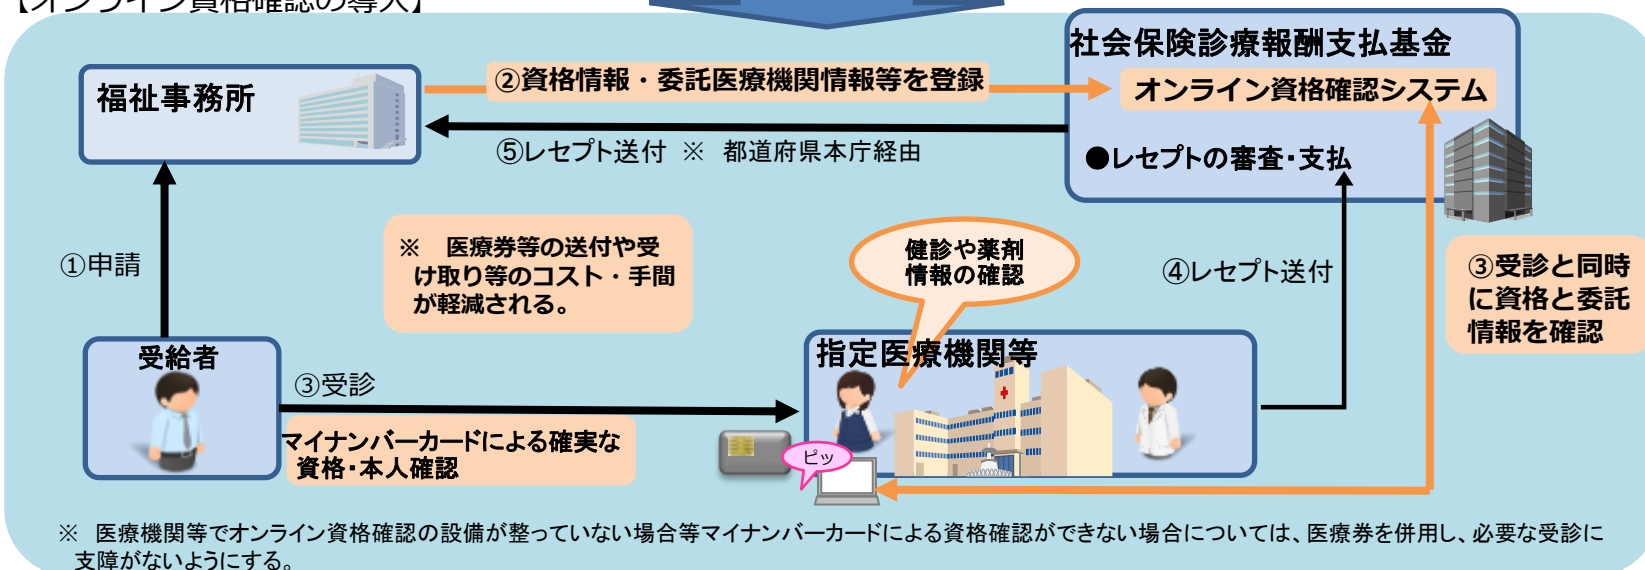 【オンライン資格確認の導入】
社会保険診療報酬支払基金
オンライン資格確認システム
●レセプトの審査・支払
福祉事務所
②資格情報・委託医療機関情報等を登録
⑤レセプト送付 ※ 都道府県本庁経由
①申請
※ 医療券等の送付や受
け取り等のコスト・手間
が軽減される。
健診や薬剤
情報の確認
④レセプト送付
③受診と同時
に資格と委託
情報を確認
受給者
③受診
マイナンバーカードによる確実な
資格・本人確認
指定医療機関等
ピッ
※ 医療機関等でオンライン資格確認の設備が整っていない場合等マイナンバーカードによる資格確認ができない場合については、医療券を併用し、必要な受診に
支障がないようにする。